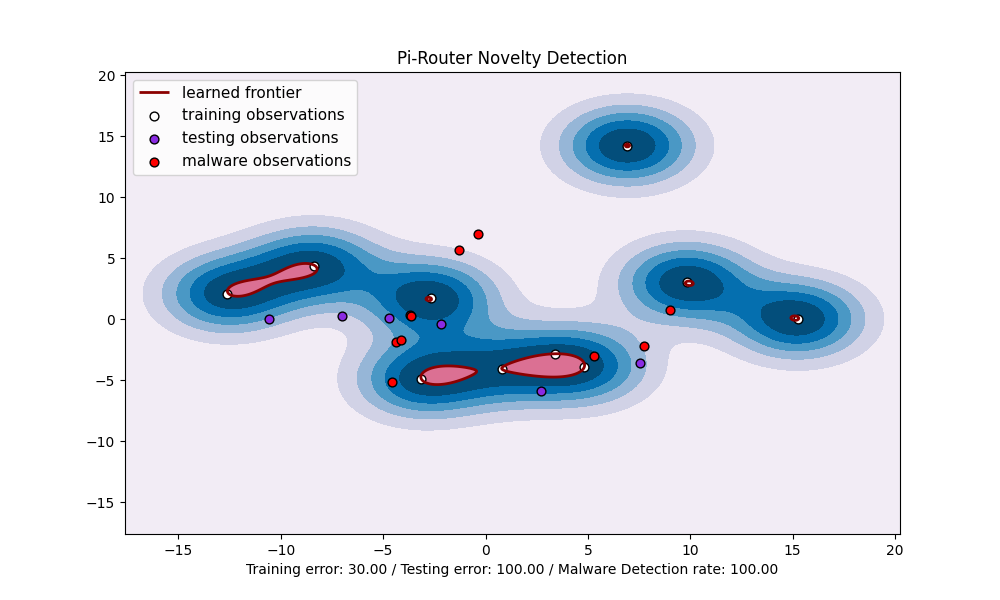 Pi-Router Novelty Detection
learned frontier
training observations
testing observations
malware observations
20
15
10
5
0
−5
−10
−15
−15 −10 −5 0 5 10 15 20
Training error: 30.00 / Testing error: 100.00 / Malware Detection rate: 100.00